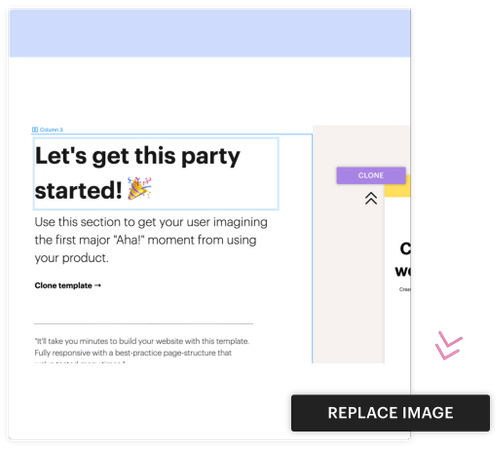 Column 3
Let's get this party
started! 🎉
CLONE
Use this section to get your user imagining
the first major "Aha!" moment from using
your product.
Clone template →
C
we
Crea
"It'll take you minutes to build your website with this template.
Fully responsive with a best-practice page-structure that
REPLACE IMAGE